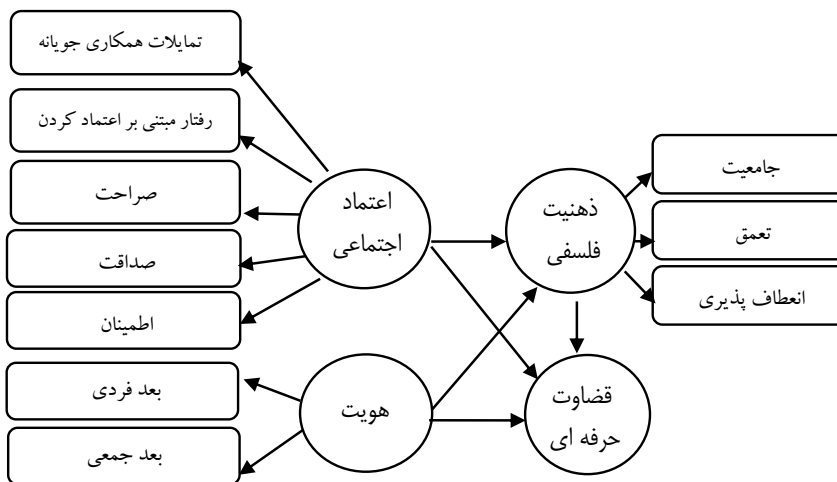 تمایلات همکاری جویانه
رفتار مبتنی بر اعتماد کردن
صراحت
صداقت
اطمینان
بعد فردی
بعد جمعی
اعتماد
اجتماعی
هویت
ذهنیت
فلسفی
قضاوت
حرفه ای
جامعیت
تعمق
انعطاف پذیری